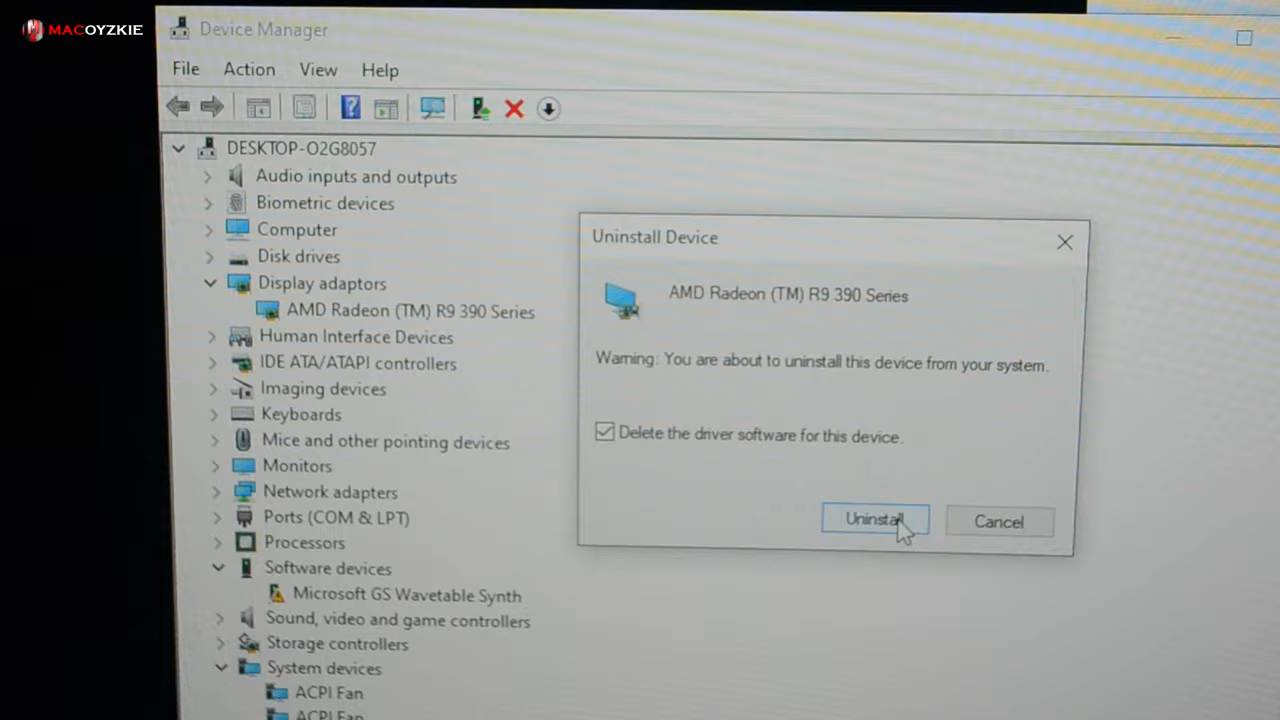 MACOYZKIE
Device Manager
File Action View Help
DESKTOP-O2G8057
Audio inputs and outputs
Biometric devices
Computer
Disk drives
Display adaptors
AMD Radeon (TM) R9 390 Series
Human Interface Devices
IDE ATA/ATAPI controllers
Imaging devices
Keyboards
Mice and other pointing devices
Monitors
Network adapters
Ports (COM & LPT)
Processors
Software devices
Microsoft GS Wavetable Synth
Sound, video and game controllers
Storage controllers
System devices
ACPI Fan
ACPI Fan
Uninstall Device
AMD Radeon (TM) R9 390 Series
Warning: You are about to uninstall this device from your system.
Delete the driver software for this device.
Uninstall Cancel